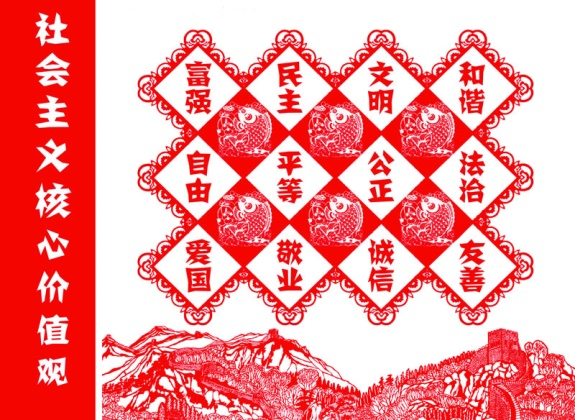 社会主义核心价值观
富强
民主
文明
和谐
自由
平等
公正
法治
爱国
敬业
诚信
友善